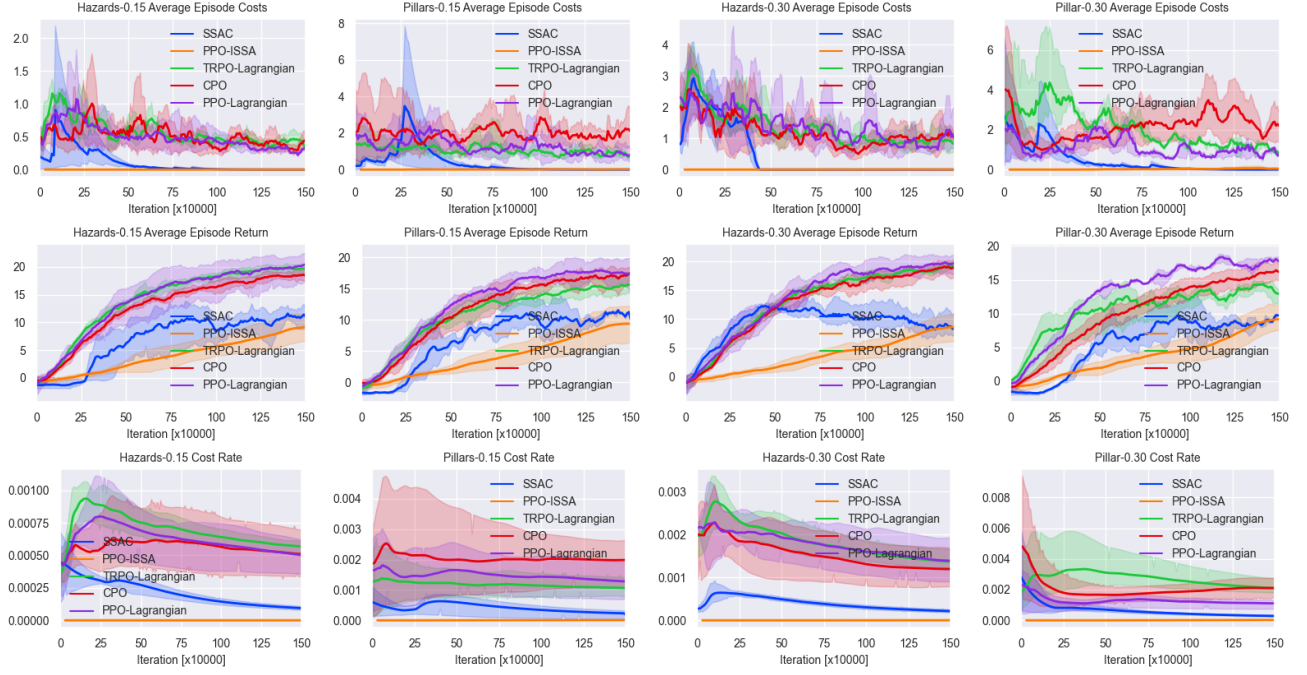 Hazards-0.15 Average Episode Costs
2.0
1.5
1.0
0.5
0.0
SSAC
PPO-ISSA
TRPO-Lagrangian
CPO
PPO-Lagrangian
0 25 50 75 100 125 150
Iteration [x10000]
Pillars-0.15 Average Episode Costs
8
6
4
2
0
SSAC
PPO-ISSA
TRPO-Lagrangian
CPO
PPO-Lagrangian
0 25 50 75 100 125 150
Iteration [x10000]
Hazards-0.30 Average Episode Costs
4
3
2
1
0
SSAC
PPO-ISSA
TRPO-Lagrangian
CPO
PPO-Lagrangian
0 25 50 75 100 125 150
Iteration [x10000]
Pillar-0.30 Average Episode Costs
6
4
2
0
SSAC
PPO-ISSA
TRPO-Lagrangian
CPO
PPO-Lagrangian
0 25 50 75 100 125 150
Iteration [x10000]
Hazards-0.15 Average Episode Return
20
15
10
5
0
SSAC
PPO-ISSA
TRPO-Lagrangian
CPO
PPO-Lagrangian
0 25 50 75 100 125 150
Iteration [x10000]
Pillars-0.15 Average Episode Return
20
15
10
5
0
SSAC
PPO-ISSA
TRPO-Lagrangian
CPO
PPO-Lagrangian
0 25 50 75 100 125 150
Iteration [x10000]
Hazards-0.30 Average Episode Return
20
15
10
5
0
SSAC
PPO-ISSA
TRPO-Lagrangian
CPO
PPO-Lagrangian
0 25 50 75 100 125 150
Iteration [x10000]
Pillar-0.30 Average Episode Return
20
15
10
5
0
SSAC
PPO-ISSA
TRPO-Lagrangian
CPO
PPO-Lagrangian
0 25 50 75 100 125 150
Iteration [x10000]
Hazards-0.15 Cost Rate
0.00100
0.00075
0.00050
0.00025
0.00000
SSAC
PPO-ISSA
TRPO-Lagrangian
CPO
PPO-Lagrangian
0 25 50 75 100 125 150
Iteration [x10000]
Pillars-0.15 Cost Rate
0.004
0.003
0.002
0.001
0.000
SSAC
PPO-ISSA
TRPO-Lagrangian
CPO
PPO-Lagrangian
0 25 50 75 100 125 150
Iteration [x10000]
Hazards-0.30 Cost Rate
0.003
0.002
0.001
0.000
SSAC
PPO-ISSA
TRPO-Lagrangian
CPO
PPO-Lagrangian
0 25 50 75 100 125 150
Iteration [x10000]
Pillar-0.30 Cost Rate
0.008
0.006
0.004
0.002
0.000
SSAC
PPO-ISSA
TRPO-Lagrangian
CPO
PPO-Lagrangian
0 25 50 75 100 125 150
Iteration [x10000]